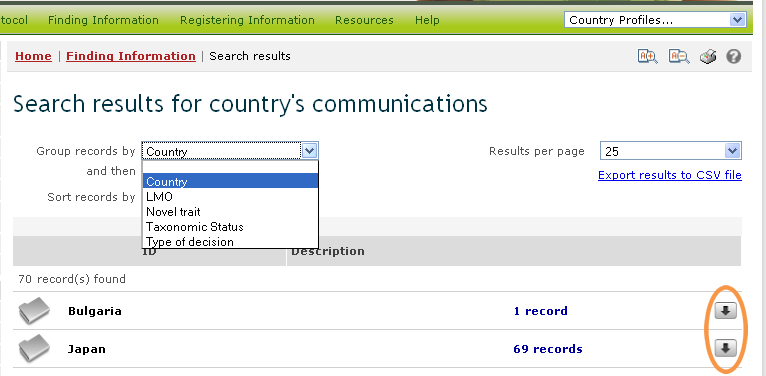 tocol Finding Information Registering Information Resources Help Country Profiles...
Home | Finding Information | Search results
Search results for country's communications
Group records by Country Results per page 25
and then
Export results to CSV file
Country
Sort records by LMO
Novel trait
Taxonomic Status
Type of decision
ID Description
70 record(s) found
Bulgaria 1 record
Japan 69 records